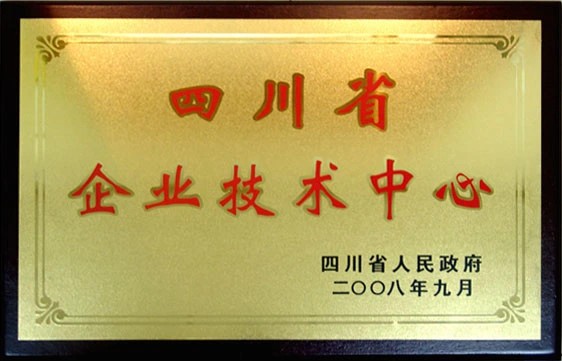 四川省
企业技术中心
四川省人民政府
二〇〇八年九月